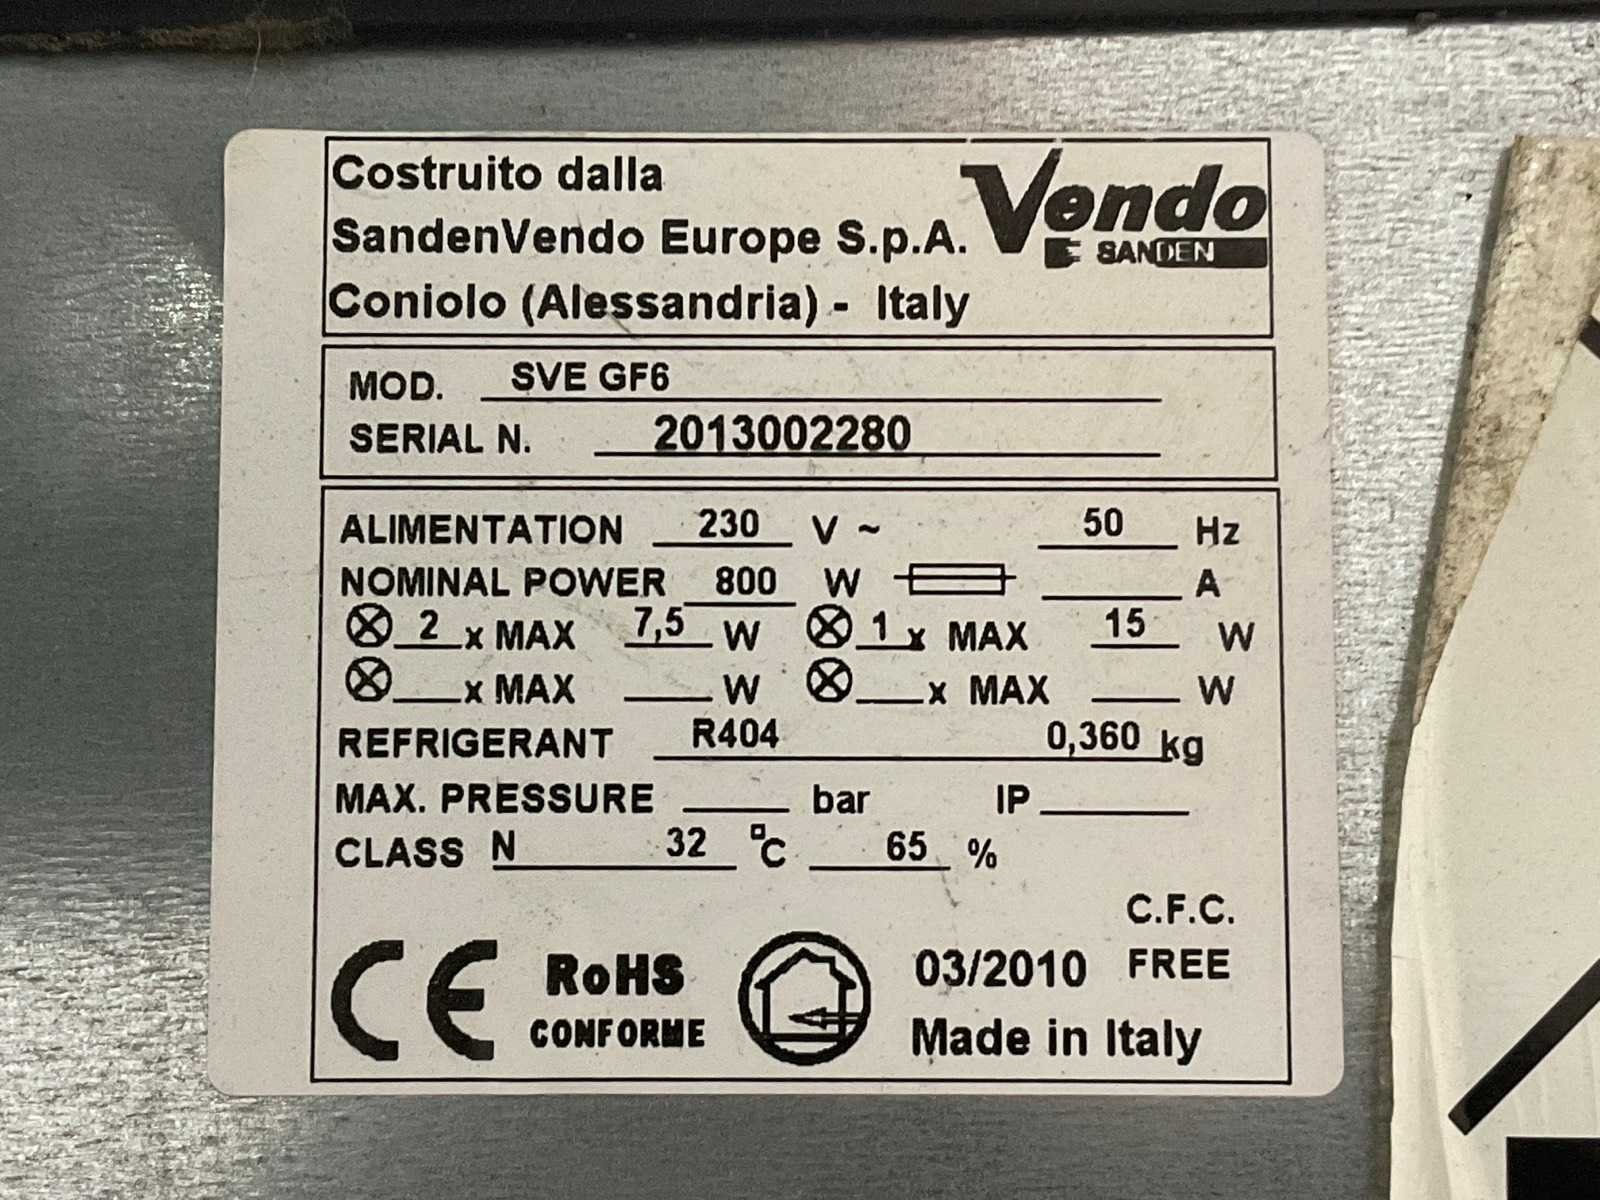 Costruito dalla
SandenVendo Europe S.p.A.
Coniolo (Alessandria) - Italy
Vendo
SANDEN
MOD. SVE GF6
SERIAL N. 2013002280
ALIMENTATION 230 V ~ 50 Hz
NOMINAL POWER 800 W A
2 x MAX 7,5 W 1 x MAX 15 W
x MAX W x MAX W
REFRIGERANT R404 0,360 kg
MAX. PRESSURE bar IP
CLASS N 32 °C 65 %
C.F.C.
FREE
CE RoHS
CONFORME
03/2010
Made in Italy